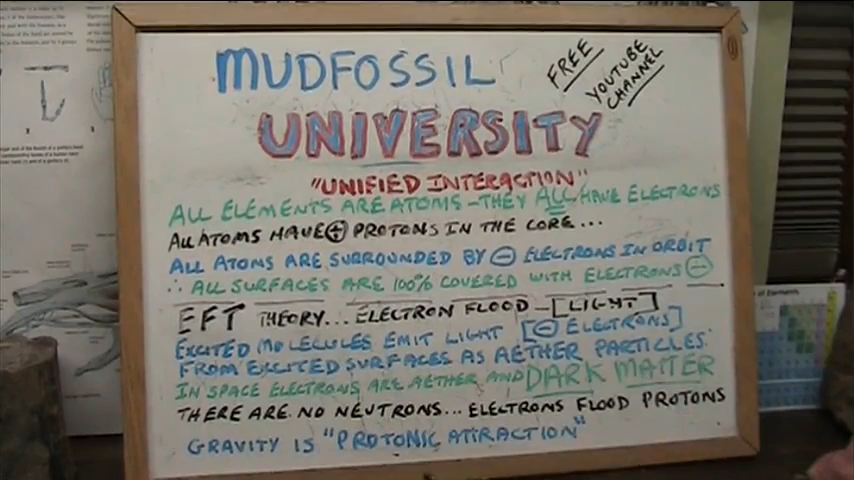 MUDFOSSIL
FREE
YOUTUBE
CHANNEL
UNIVERSITY
"UNIFIED INTERACTION"
ALL ELEMENTS ARE ATOMS - THEY ALL HAVE ELECTRONS
ALL ATOMS HAVE + PROTONS IN THE CORE...
ALL ATOMS ARE SURROUNDED BY - ELECTRONS IN ORBIT
∴ ALL SURFACES ARE 100% COVERED WITH ELECTRONS -
EFT THEORY... ELECTRON FLOOD - [LIGHT]
EXCITED MOLECULES EMIT LIGHT [- ELECTRONS]
FROM EXCITED SURFACES AS AETHER PARTICLES.
IN SPACE ELECTRONS ARE AETHER AND DARK MATTER
THERE ARE NO NEUTRONS... ELECTRONS FLOOD PROTONS
GRAVITY IS "PROTONIC ATTRACTION"
of Elements